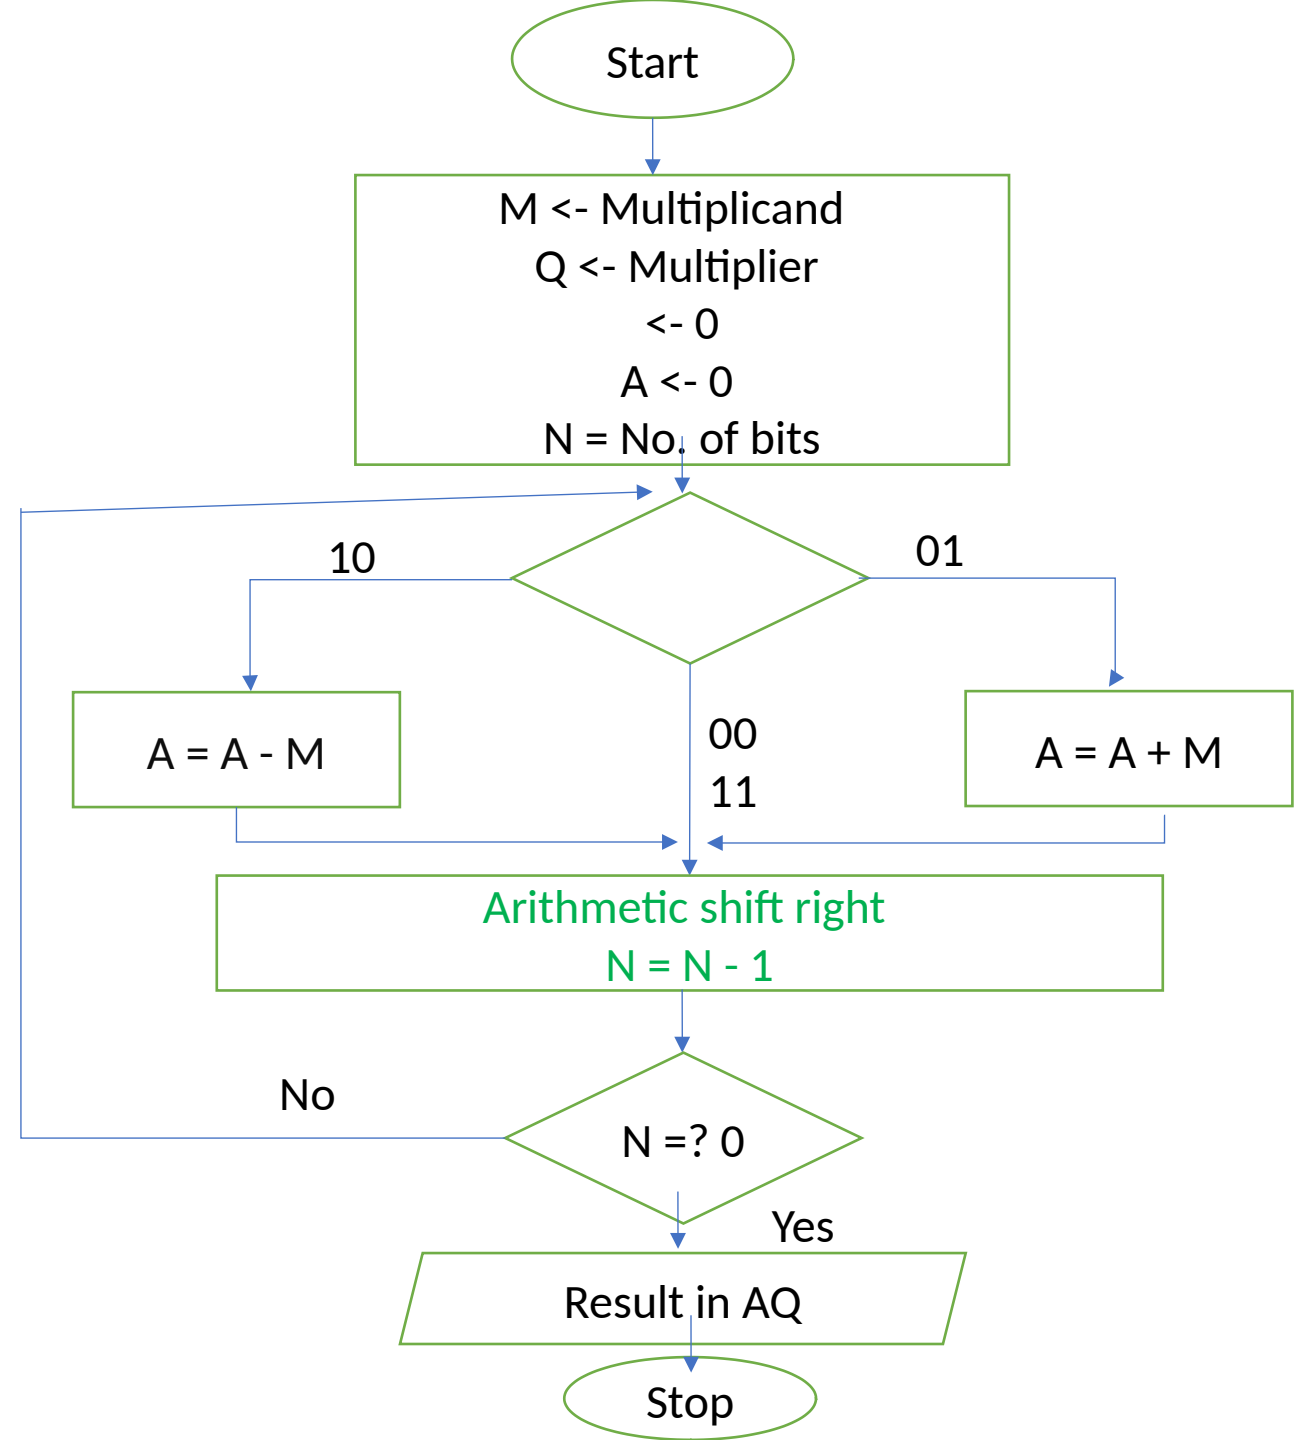 Start
M <- Multiplicand
Q <- Multiplier
<- 0
A <- 0
N = No. of bits
10
01
A = A - M
00
11
A = A + M
Arithmetic shift right
N = N - 1
No
N =? 0
Yes
Result in AQ
Stop